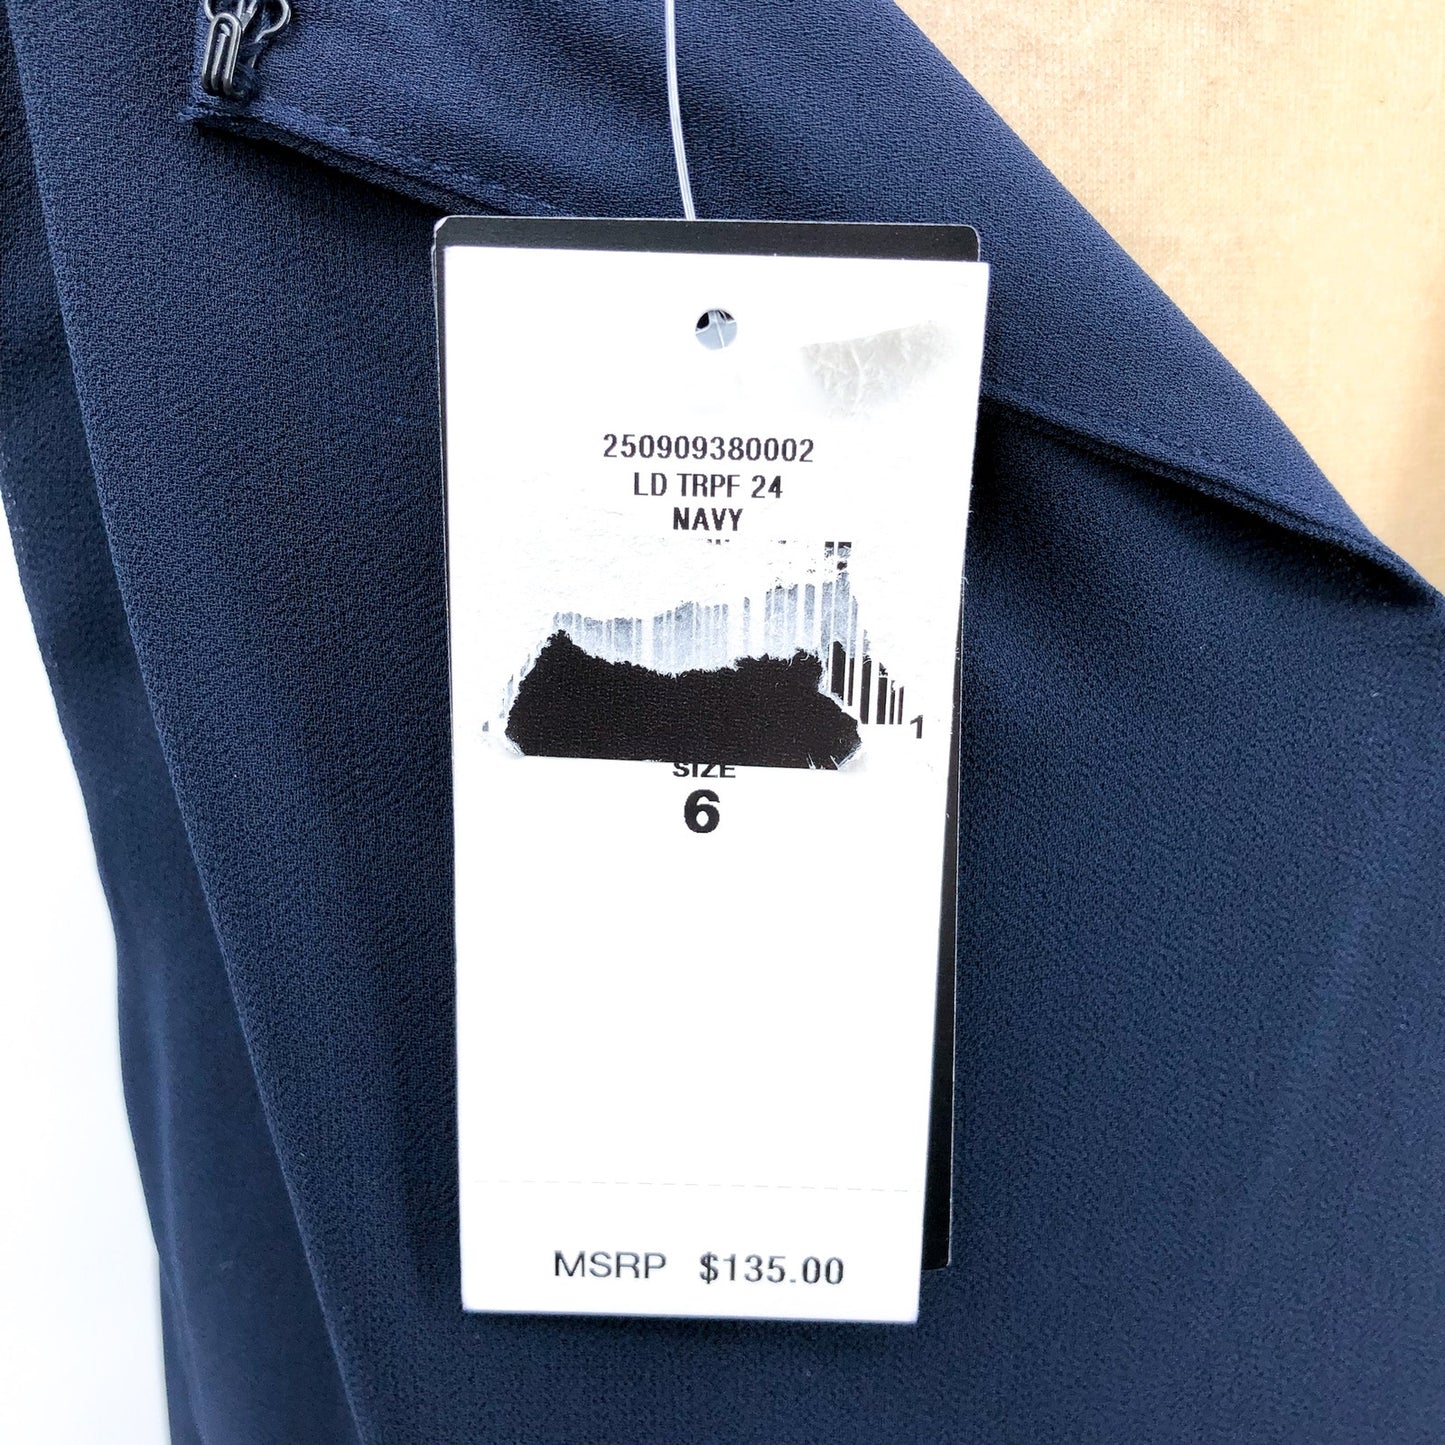 250909380002
LD TRPF 24
NAVY
1
SIZE
6
MSRP $135.00